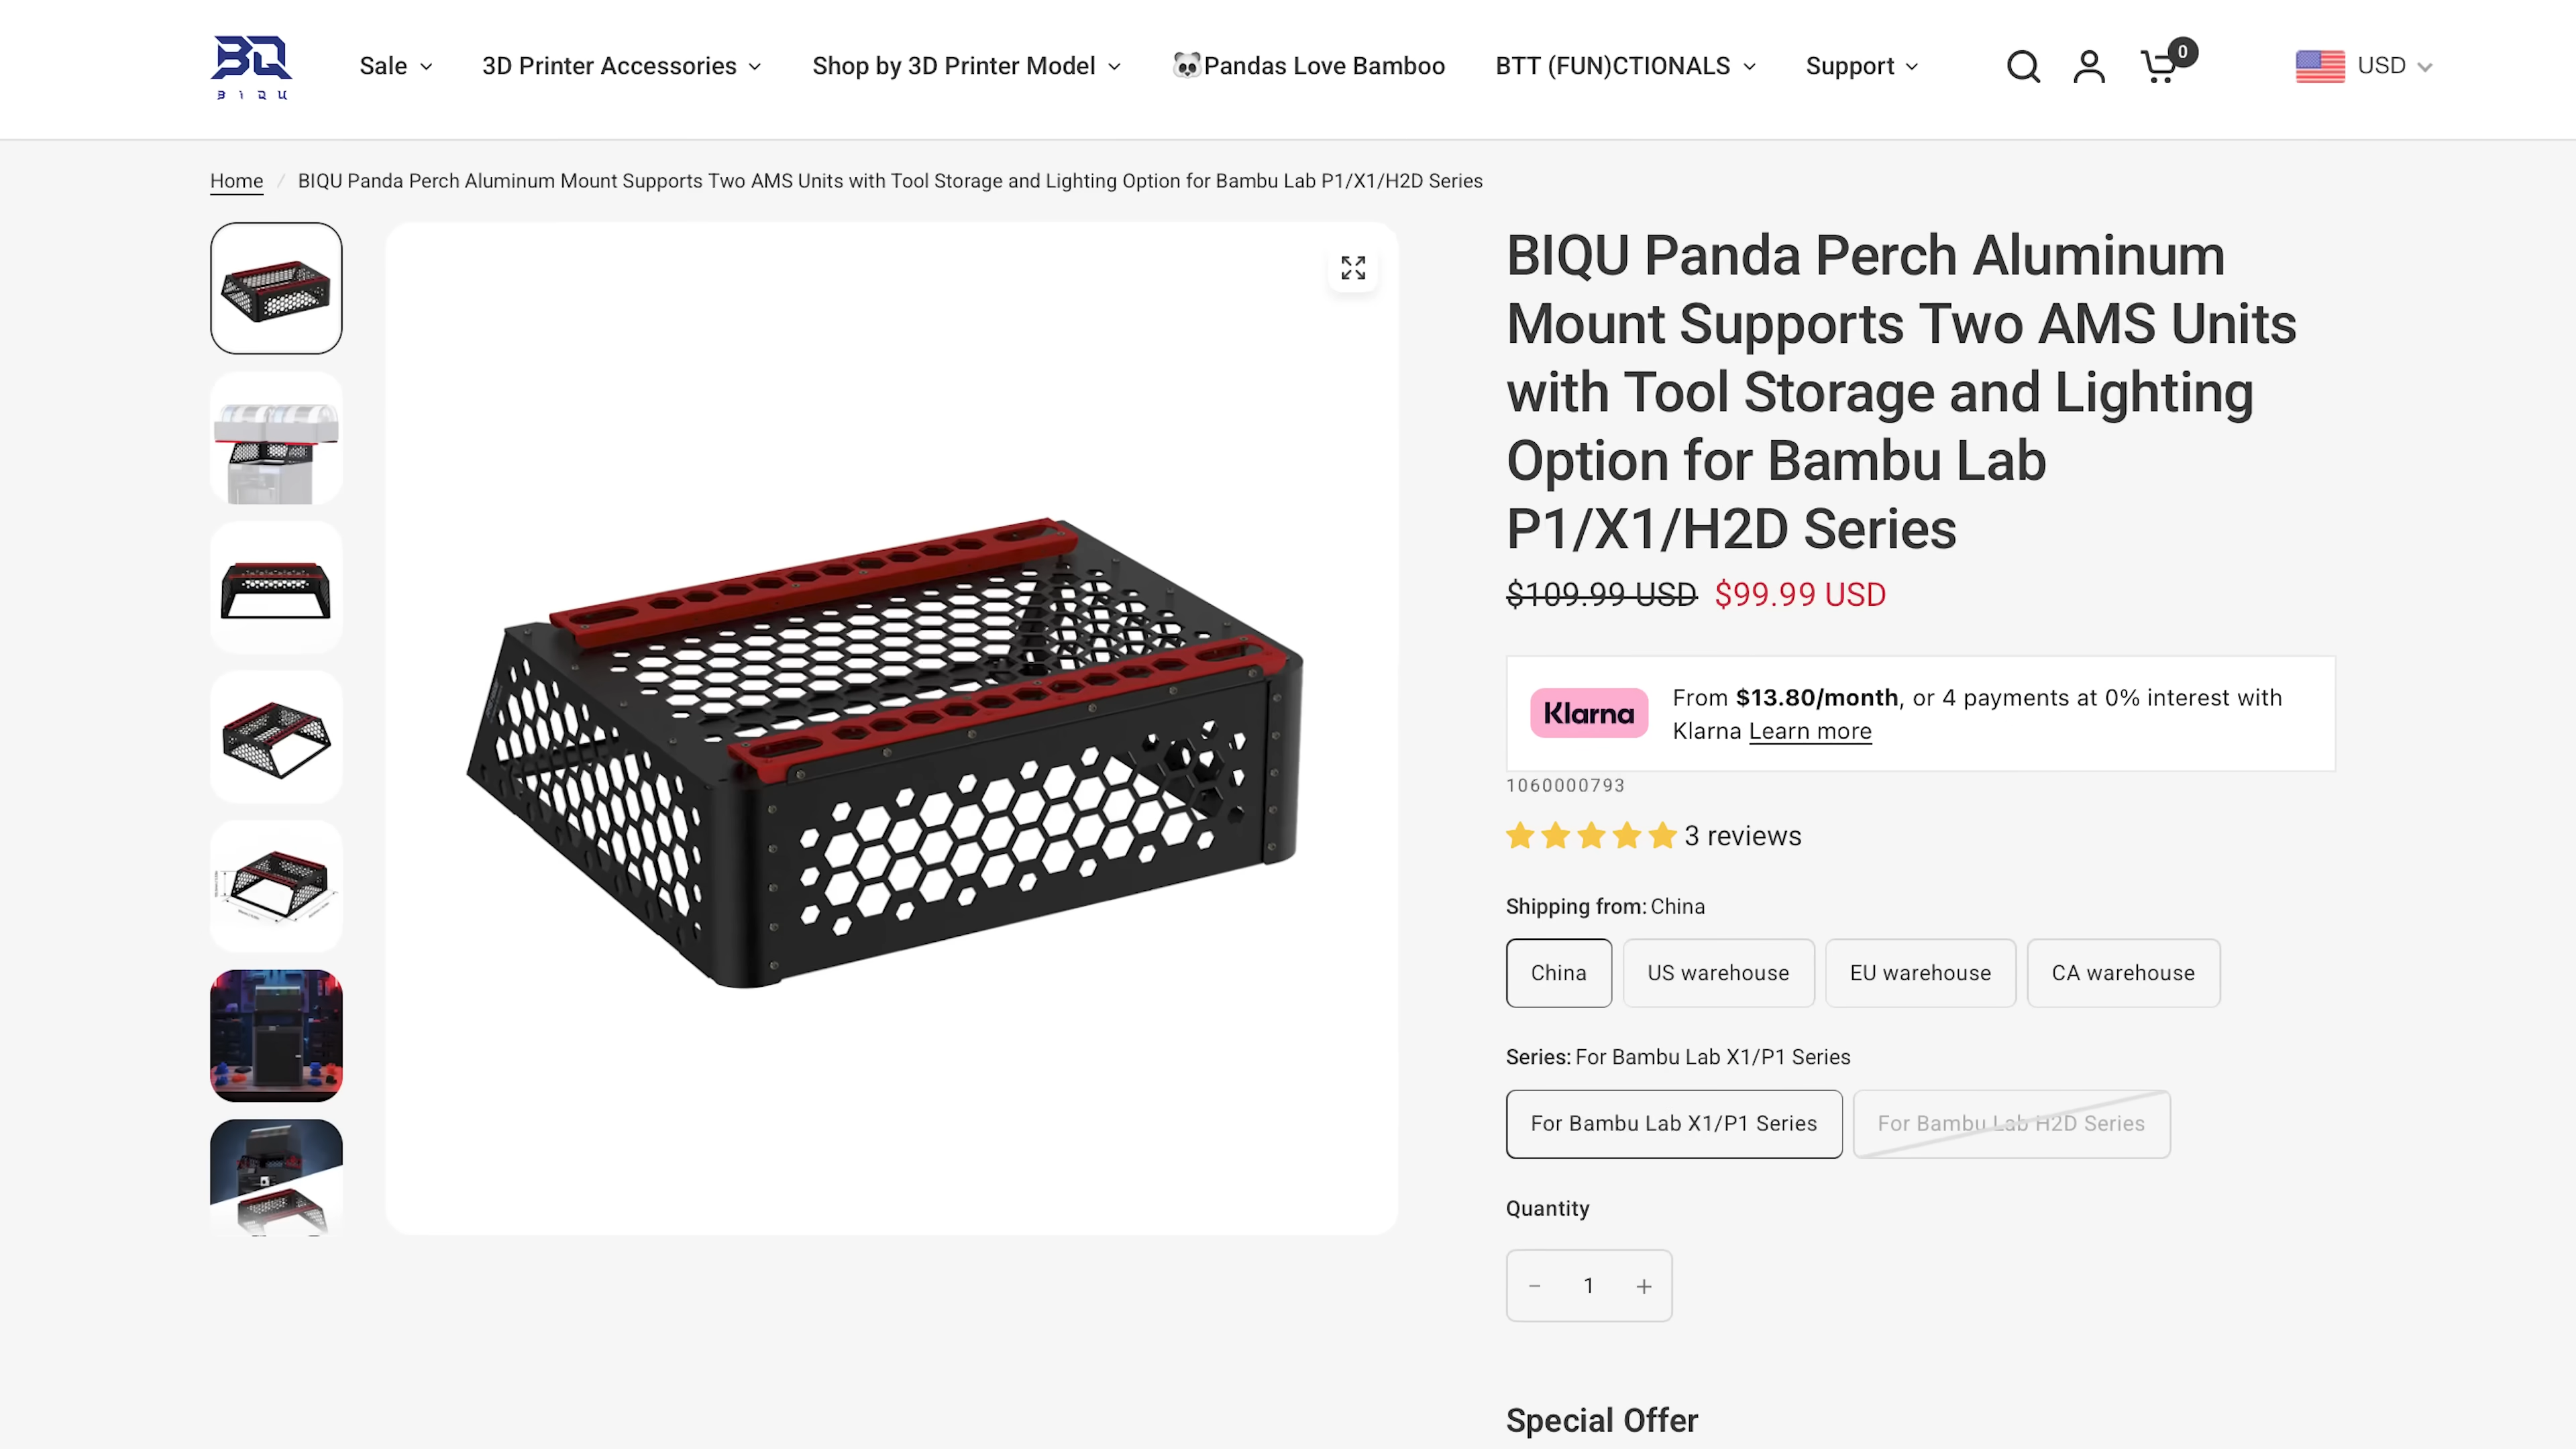 BIQU
Sale
3D Printer Accessories
Shop by 3D Printer Model
🐼Pandas Love Bamboo
BTT (FUN)CTIONALS
Support
0
USD
Home / BIQU Panda Perch Aluminum Mount Supports Two AMS Units with Tool Storage and Lighting Option for Bambu Lab P1/X1/H2D Series
BIQU Panda Perch Aluminum
Mount Supports Two AMS Units
with Tool Storage and Lighting
Option for Bambu Lab
P1/X1/H2D Series
$109.99 USD $99.99 USD
Klarna
From $13.80/month, or 4 payments at 0% interest with
Klarna Learn more
1060000793
3 reviews
Shipping from: China
China
US warehouse
EU warehouse
CA warehouse
Series: For Bambu Lab X1/P1 Series
For Bambu Lab X1/P1 Series
For Bambu Lab H2D Series
Quantity
− 1 +
Special Offer